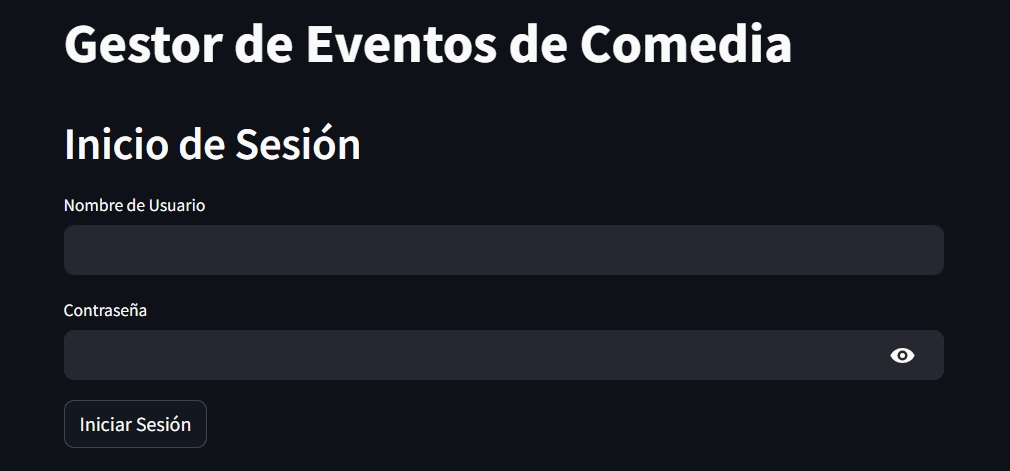 Gestor de Eventos de Comedia
Inicio de Sesión
Nombre de Usuario
Contraseña
Iniciar Sesión